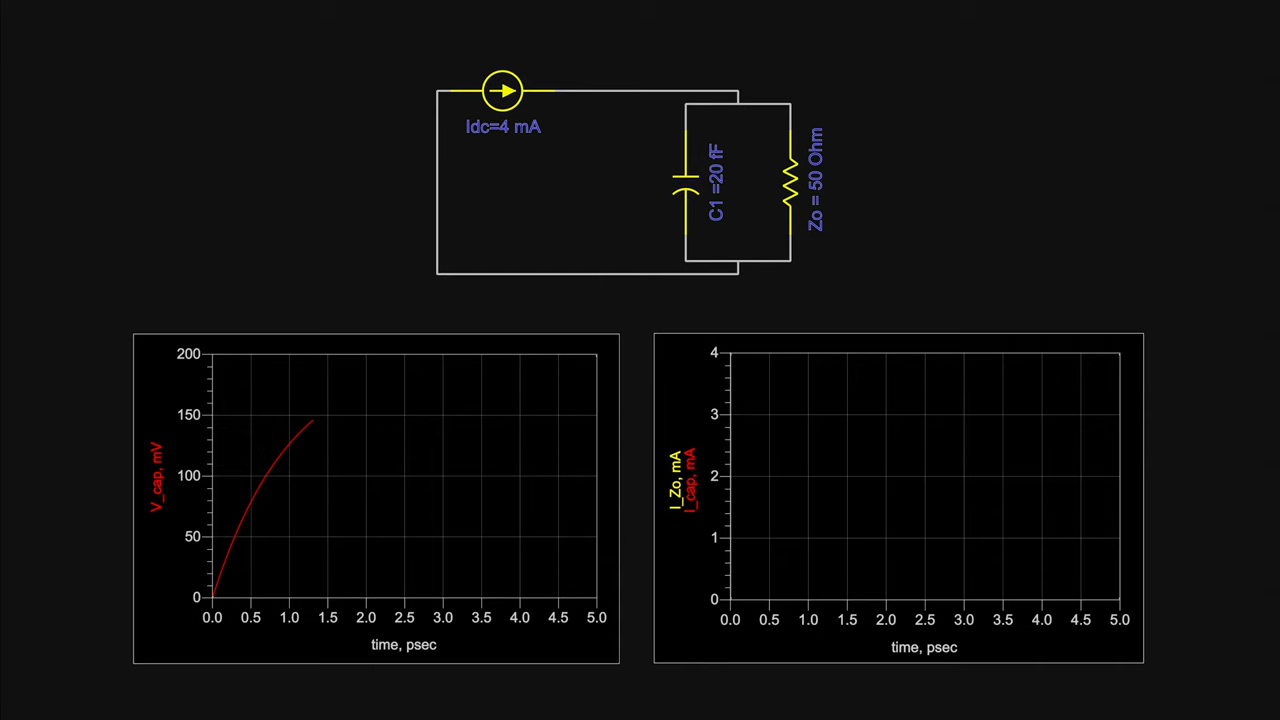 Idc=4 mA
C1 =20 fF
Zo = 50 Ohm
200
150
100
50
0
V_cap, mV
0.0 0.5 1.0 1.5 2.0 2.5 3.0 3.5 4.0 4.5 5.0
time, psec
4
3
2
1
0
I_Zo, mA
I_cap, mA
0.0 0.5 1.0 1.5 2.0 2.5 3.0 3.5 4.0 4.5 5.0
time, psec